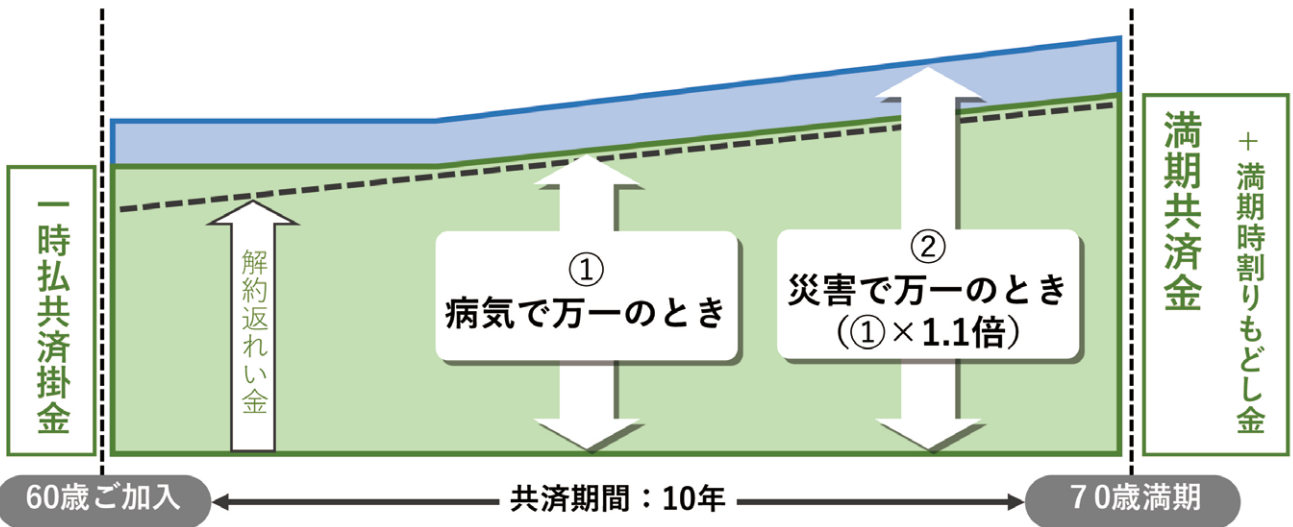 一時払共済掛金
解約返れい金
①
病気で万一のとき
②
災害で万一のとき
(①×1.1倍)
満期共済金
＋満期時割りもどし金
60歳ご加入
共済期間：10年
７0歳満期